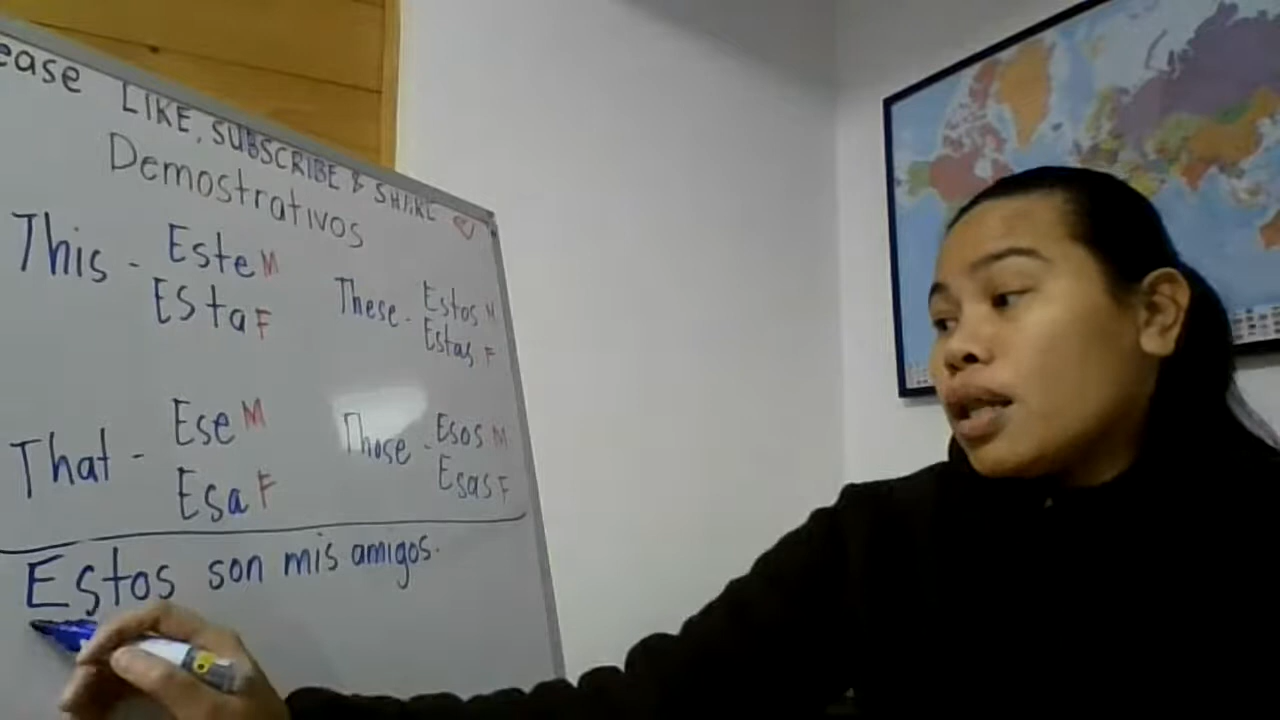 ease LIKE, SUBSCRIBE & SHARE
Demostrativos
This - Este M
Esta F
These - Estos M
Estas F
That - Ese M
Esa F
Those - Esos M
Esas F
Estos son mis amigos.